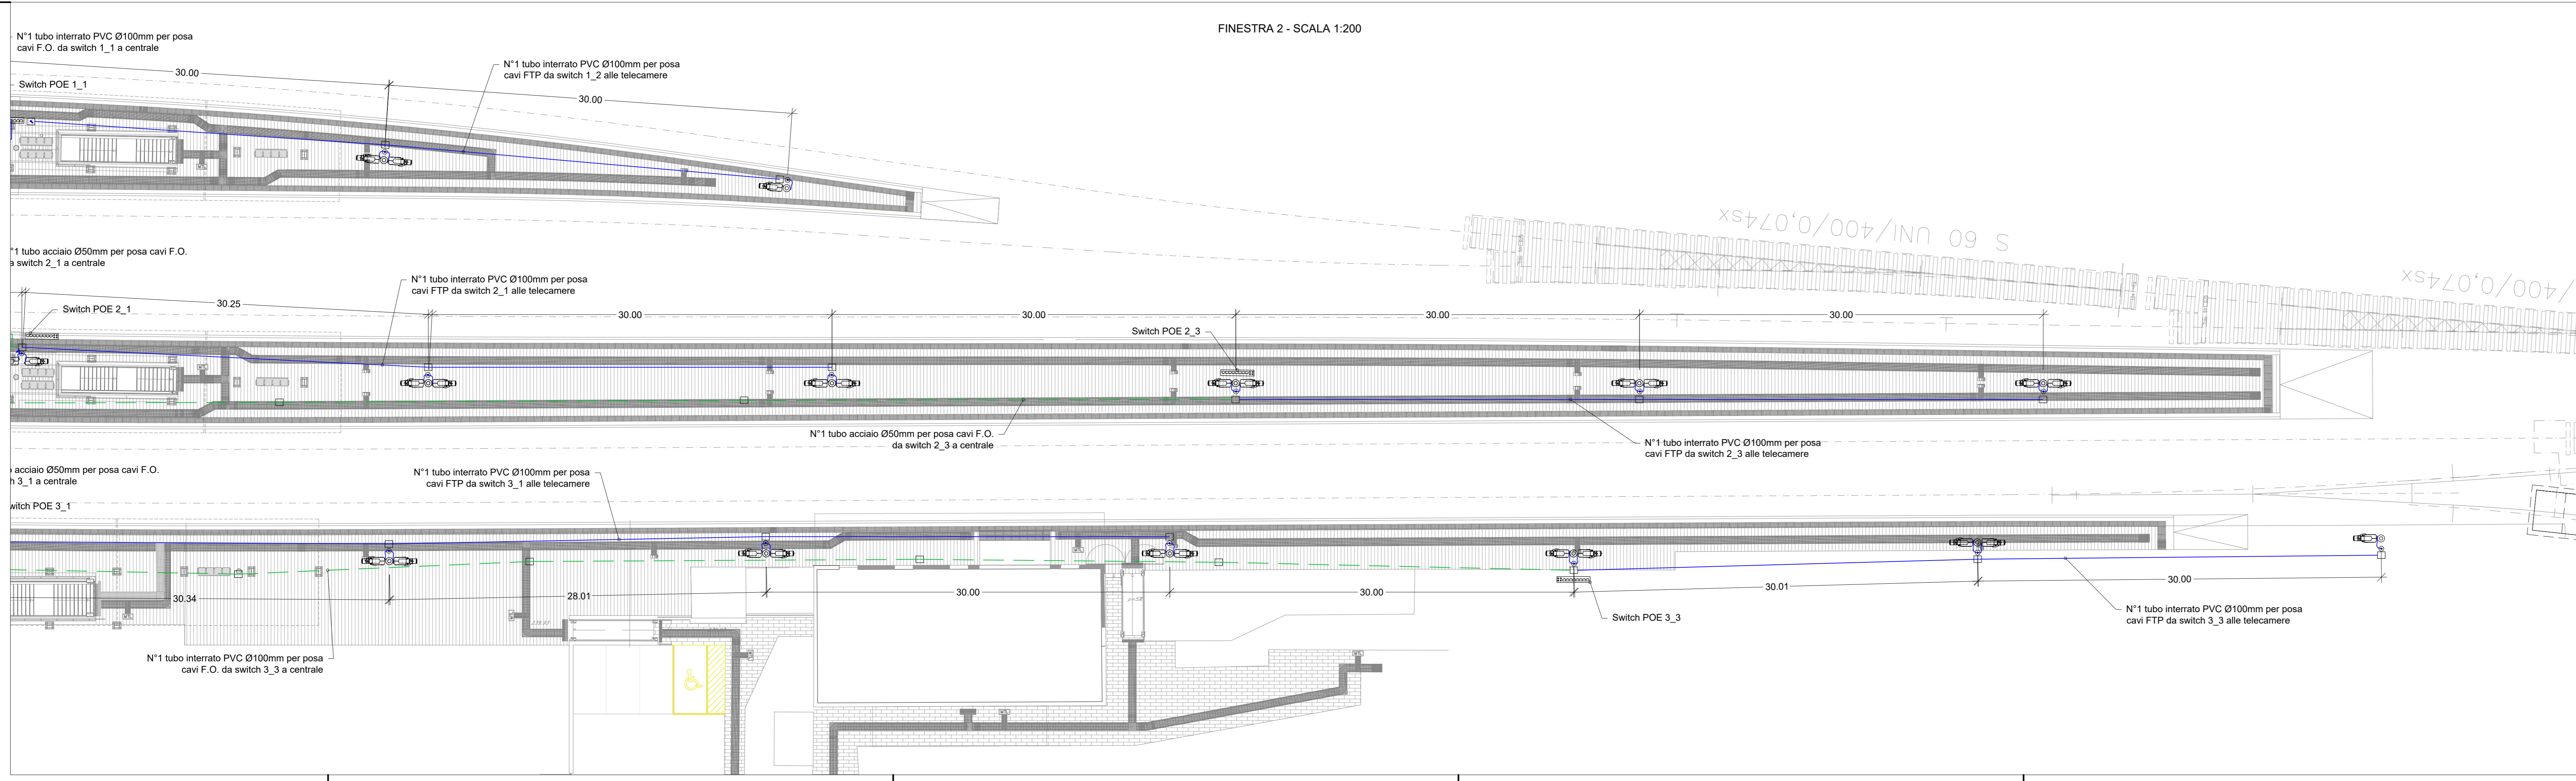 FINESTRA 2 - SCALA 1:200
N°1 tubo interrato PVC Ø100mm per posa
cavi F.O. da switch 1_1 a centrale
30.00
N°1 tubo interrato PVC Ø100mm per posa
cavi FTP da switch 1_2 alle telecamere
Switch POE 1_1
30.00
S 60 UNI/400/0,074sx
/400/0,074sx
°1 tubo acciaio Ø50mm per posa cavi F.O.
a switch 2_1 a centrale
N°1 tubo interrato PVC Ø100mm per posa
cavi FTP da switch 2_1 alle telecamere
30.25
Switch POE 2_1
30.00
30.00
30.00
30.00
Switch POE 2_3
N°1 tubo acciaio Ø50mm per posa cavi F.O.
da switch 2_3 a centrale
N°1 tubo interrato PVC Ø100mm per posa
cavi FTP da switch 2_3 alle telecamere
acciaio Ø50mm per posa cavi F.O.
h 3_1 a centrale
N°1 tubo interrato PVC Ø100mm per posa
cavi FTP da switch 3_1 alle telecamere
witch POE 3_1
30.34
28.01
30.00
30.00
30.01
30.00
Switch POE 3_3
N°1 tubo interrato PVC Ø100mm per posa
cavi FTP da switch 3_3 alle telecamere
N°1 tubo interrato PVC Ø100mm per posa
cavi F.O. da switch 3_3 a centrale